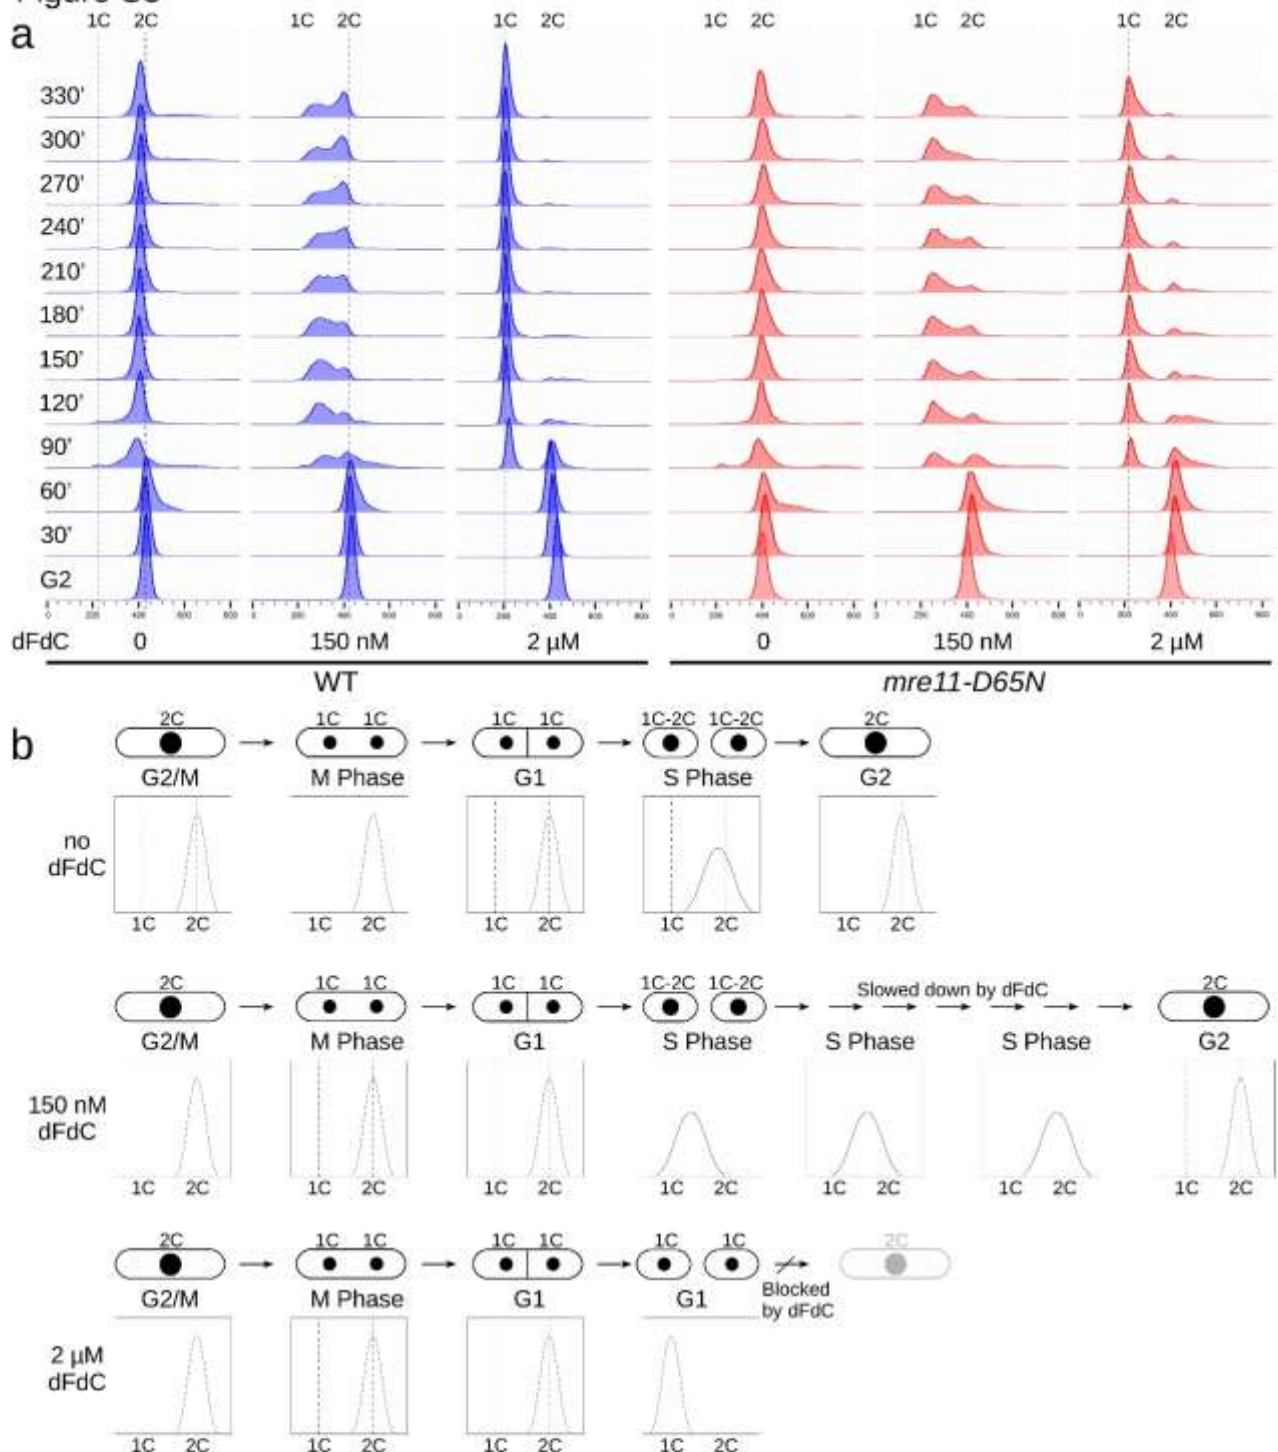 a
1C 2C 1C 2C 1C 2C 1C 2C 1C 2C 1C 2C
330'
300'
270'
240'
210'
180'
150'
120'
90'
60'
30'
G2
dFdC 0 150 nM 2 µM 0 150 nM 2 µM
WT mre11-D65N
b
2C 1C 1C 1C 1C 1C-2C 1C-2C 2C
G2/M M Phase G1 S Phase G2
no
dFdC
1C 2C 1C 2C 1C 2C 1C 2C 1C 2C
2C 1C 1C 1C 1C 1C-2C 1C-2C Slowed down by dFdC 2C
G2/M M Phase G1 S Phase S Phase S Phase G2
150 nM
dFdC
1C 2C 1C 2C 1C 2C 1C 2C 1C 2C 1C 2C 1C 2C
2C 1C 1C 1C 1C 1C 1C 2C
G2/M M Phase G1 G1 Blocked
by dFdC
2 µM
dFdC
1C 2C 1C 2C 1C 2C 1C 2C